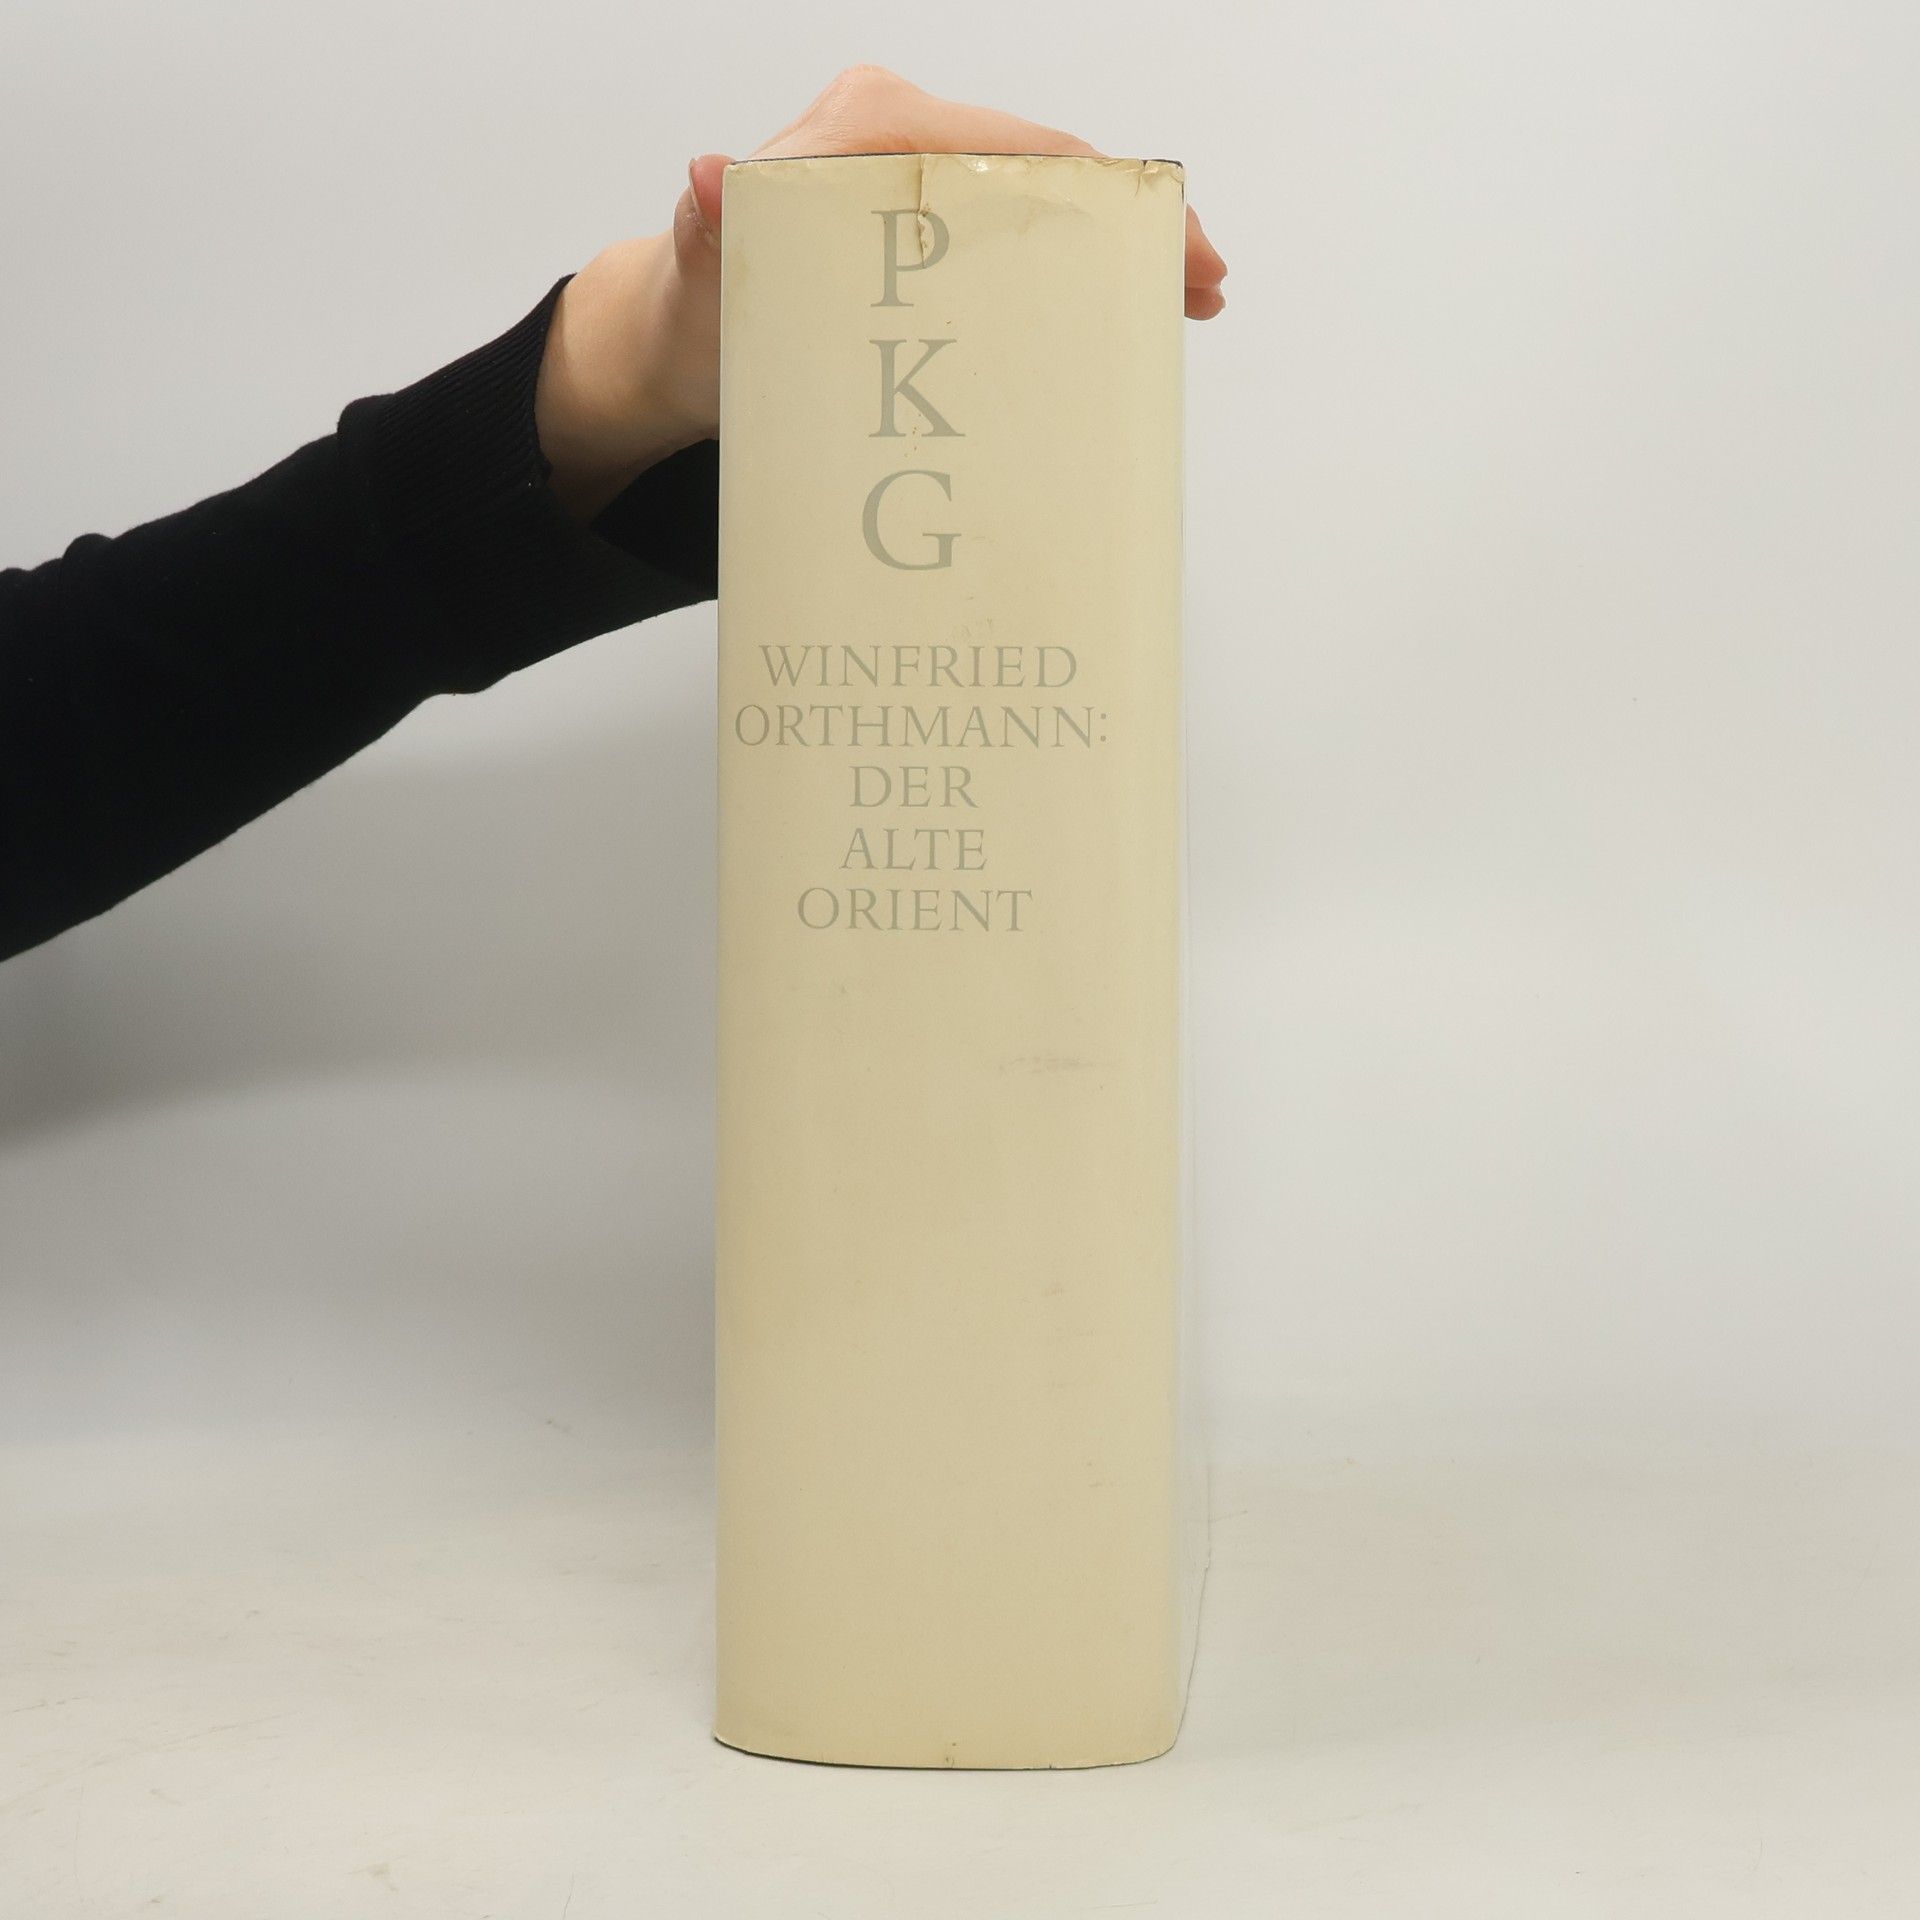 P
K
G
WINFRIED
ORTHMANN:
DER
ALTE
ORIENT